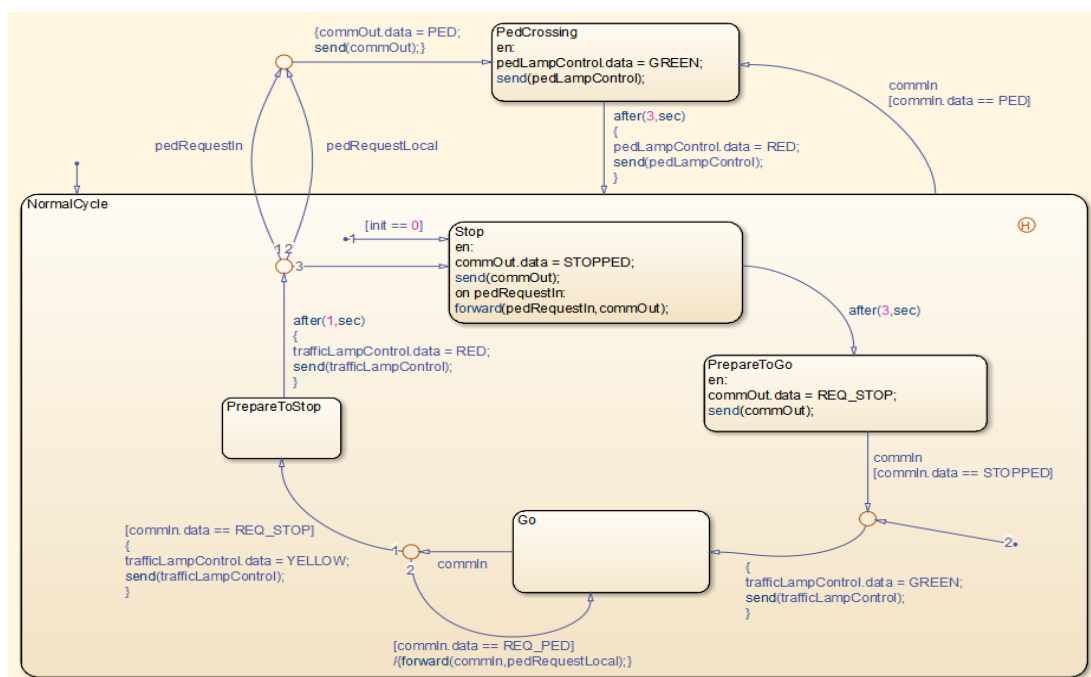 {commOut.data = PED;
send(commOut);}
PedCrossing
en:
pedLampControl.data = GREEN;
send(pedLampControl);
commIn
[commIn.data == PED]
after(3,sec)
{
pedLampControl.data = RED;
send(pedLampControl);
}
pedRequestIn
pedRequestLocal
NormalCycle
H
[init == 0]
1
Stop
en:
commOut.data = STOPPED;
send(commOut);
on pedRequestIn:
forward(pedRequestIn,commOut);
1 2
3
after(3,sec)
after(1,sec)
{
trafficLampControl.data = RED;
send(trafficLampControl);
}
PrepareToGo
en:
commOut.data = REQ_STOP;
send(commOut);
PrepareToStop
commIn
[commIn.data == STOPPED]
Go
[commIn.data == REQ_STOP]
{
trafficLampControl.data = YELLOW;
send(trafficLampControl);
}
1
2
commIn
2
{
trafficLampControl.data = GREEN;
send(trafficLampControl);
}
[commIn.data == REQ_PED]
/{forward(commIn,pedRequestLocal);}